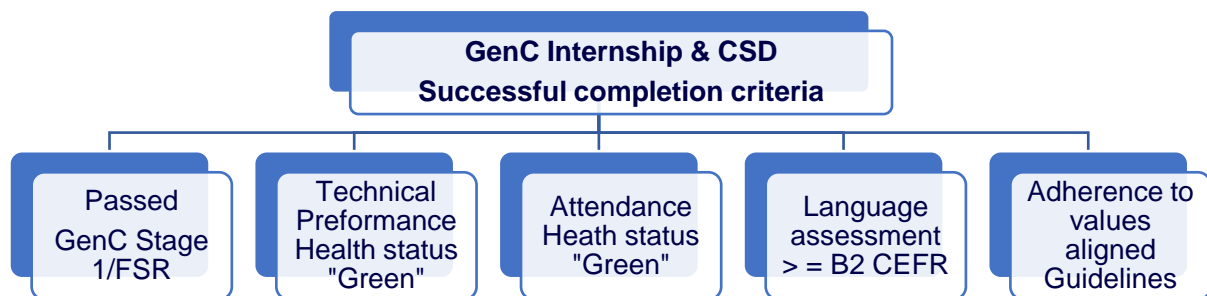 GenC Internship & CSD
Successful completion criteria
Passed
GenC Stage
1/FSR
Technical
Preformance
Health status
"Green"
Attendance
Heath status
"Green"
Language
assessment
> = B2 CEFR
Adherence to
values
aligned
Guidelines